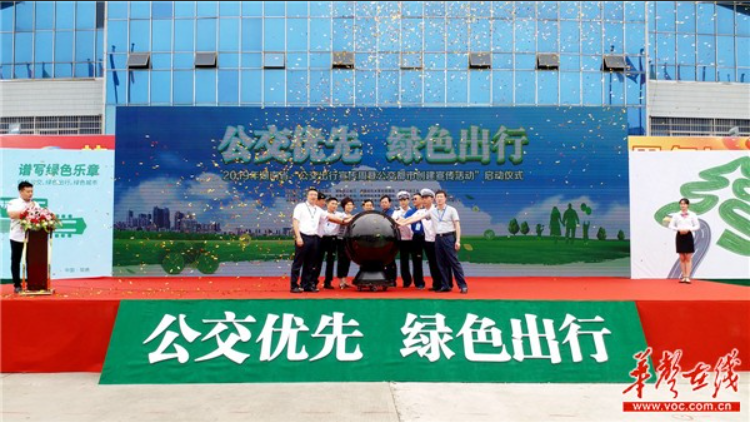 公交优先 绿色出行
2019年湖南省“公交出行宣传周暨公交都市创建宣传活动”启动仪式
谱写绿色乐章
公交优先 绿色出行
华声在线
www.voc.com.cn